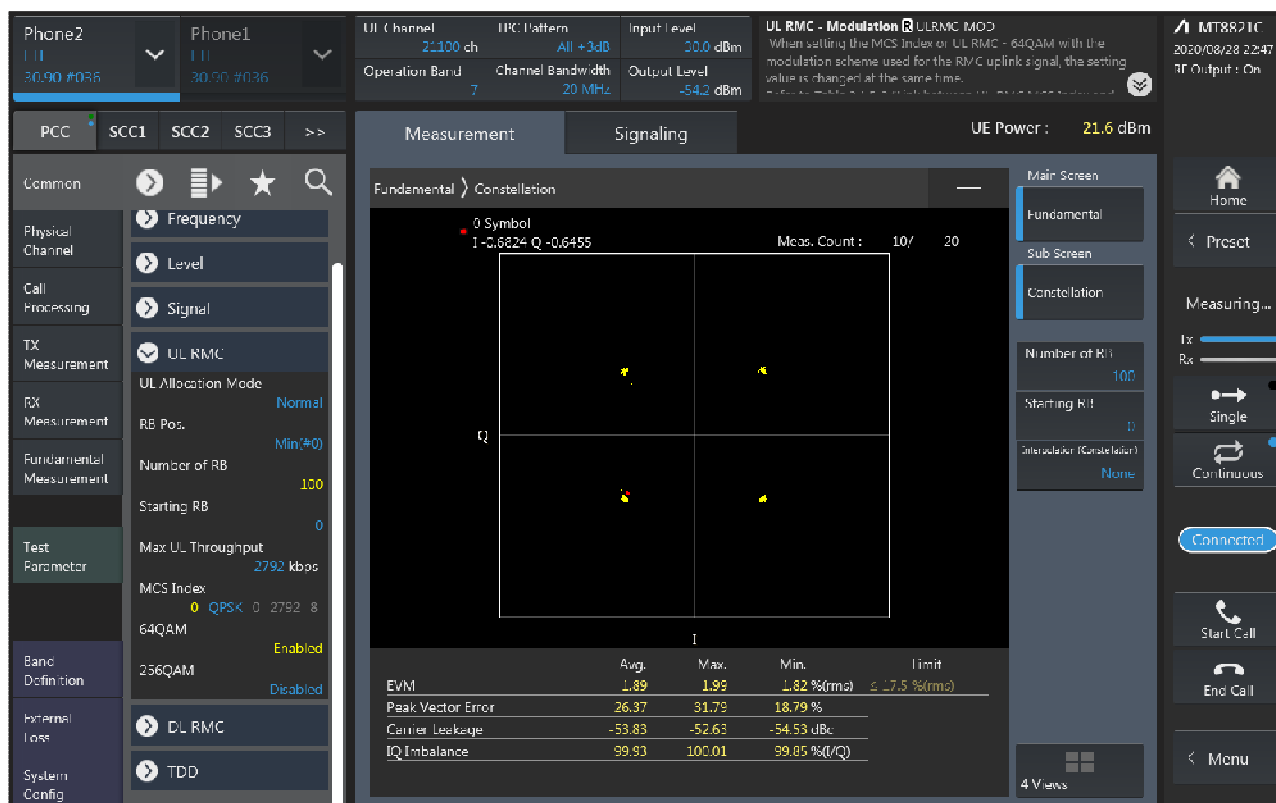 Phone2
LTE
30.90 #036
Phone1
LTE
30.90 #036
UL Channel
21100 ch
TPC Pattern
All +3dB
Input Level
30.0 dBm
Operation Band
7
Channel Bandwidth
20 MHz
Output Level
-54.2 dBm
UL RMC - Modulation R ULRMC_MOD
When setting the MCS Index or UL RMC - 64QAM with the
modulation scheme used for the RMC uplink signal, the setting
value is changed at the same time.
MT8821C
2020/08/28 22:47
RF Output : On
PCC
SCC1
SCC2
SCC3
>>
Measurement
Signaling
UE Power : 21.6 dBm
Common
Physical
Channel
Call
Processing
TX
Measurement
RX
Measurement
Fundamental
Measurement
Test
Parameter
Band
Definition
External
Loss
System
Config
Frequency
Level
Signal
UL RMC
UL Allocation Mode
Normal
RB Pos.
Min(#0)
Number of RB
100
Starting RB
0
Max UL Throughput
2792 kbps
MCS Index
0 QPSK 0 2792 8
64QAM
Enabled
256QAM
Disabled
DL RMC
TDD
Fundamental 〉 Constellation
0 Symbol
I -0.6824 Q -0.6455
Meas. Count : 10/ 20
Q
I
Avg. Max. Min. Limit
EVM 1.89 1.99 1.82 %(rms) ≤ 17.5 %(rms)
Peak Vector Error 26.37 31.79 18.79 %
Carrier Leakage -53.83 -52.63 -54.53 dBc
IQ Imbalance 99.93 100.01 99.85 %(I/Q)
Main Screen
Fundamental
Sub Screen
Constellation
Number of RB
100
Starting RB
0
Interpolation (Constellation)
None
4 Views
Home
< Preset
Measuring...
Tx
Rx
Single
Continuous
Connected
Start Call
End Call
< Menu